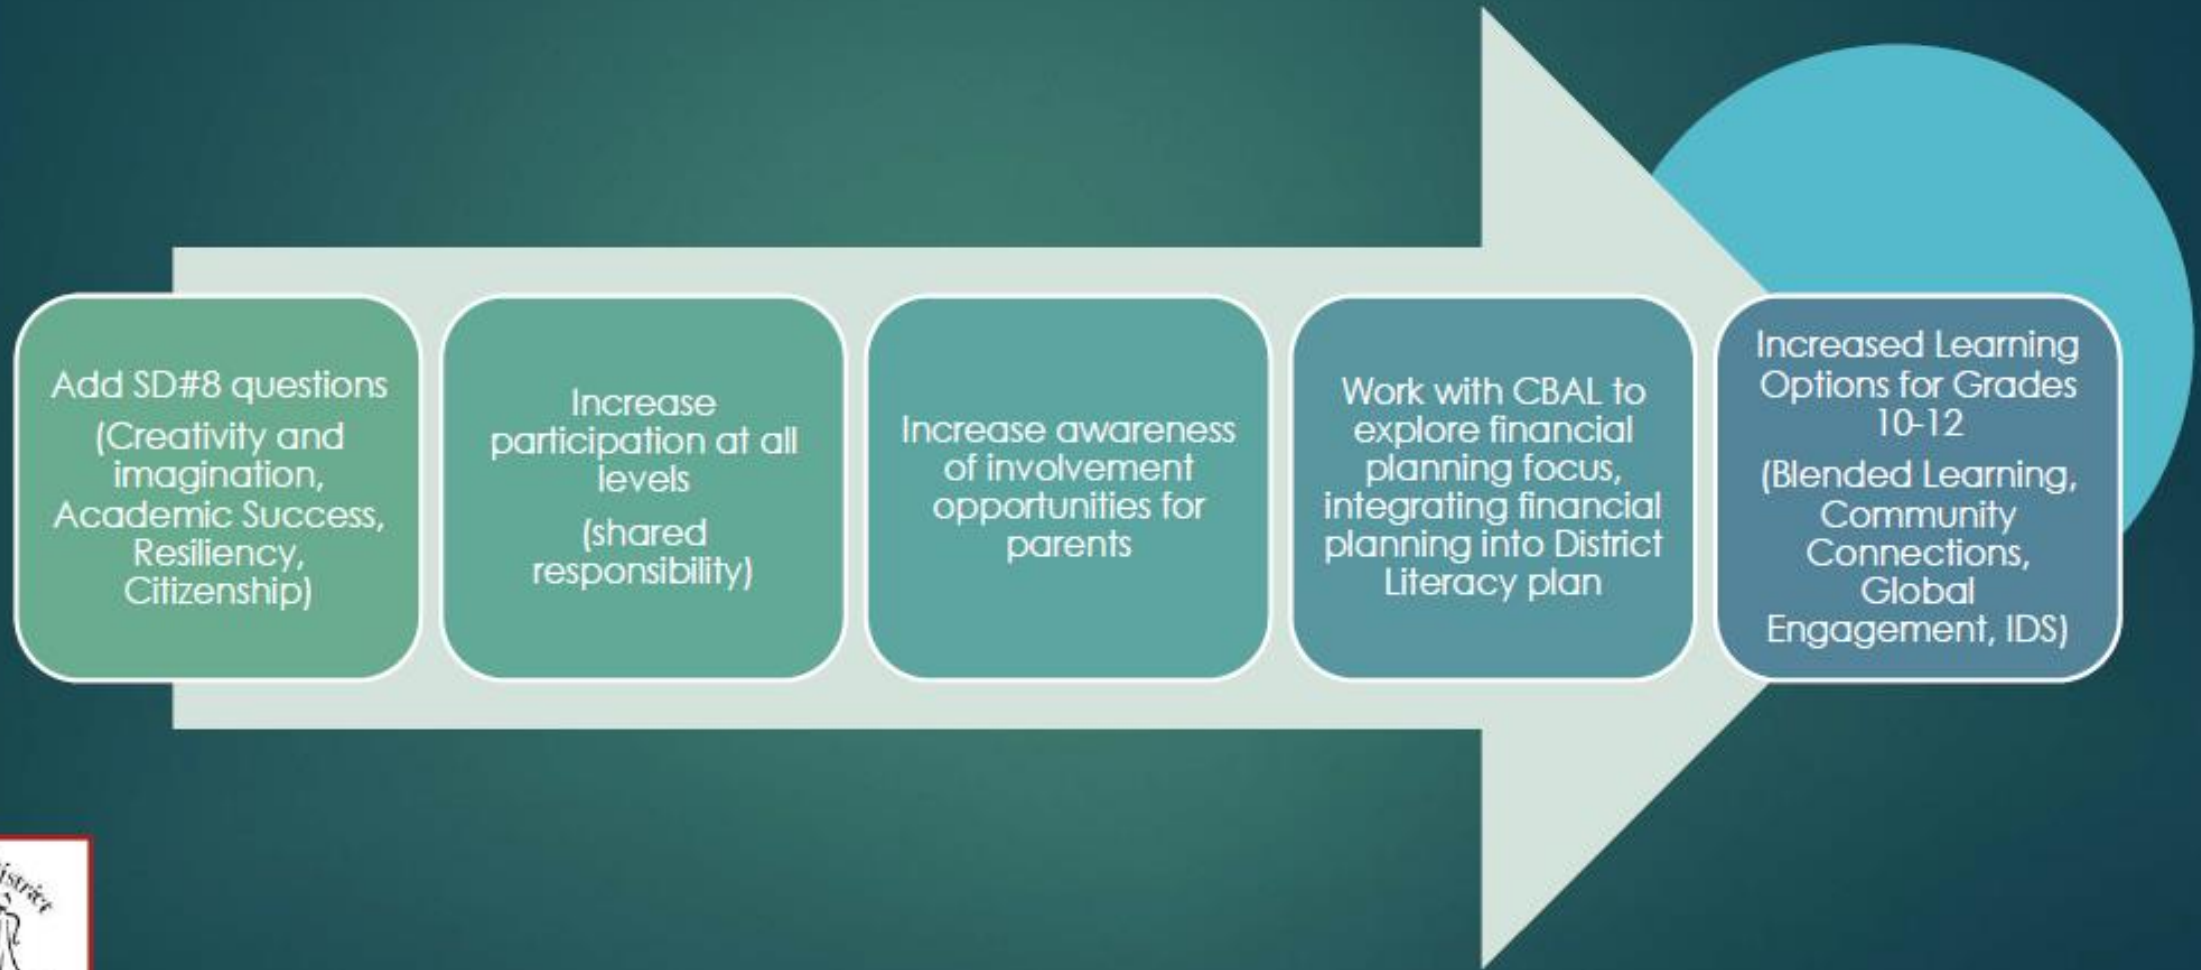 Add SD#8 questions
(Creativity and
imagination,
Academic Success,
Resiliency,
Citizenship)
Increase
participation at all
levels
(shared
responsibility)
Increase awareness
of involvement
opportunities for
parents
Work with CBAL to
explore financial
planning focus,
integrating financial
planning into District
Literacy plan
Increased Learning
Options for Grades
10-12
(Blended Learning,
Community
Connections,
Global
Engagement, IDS)